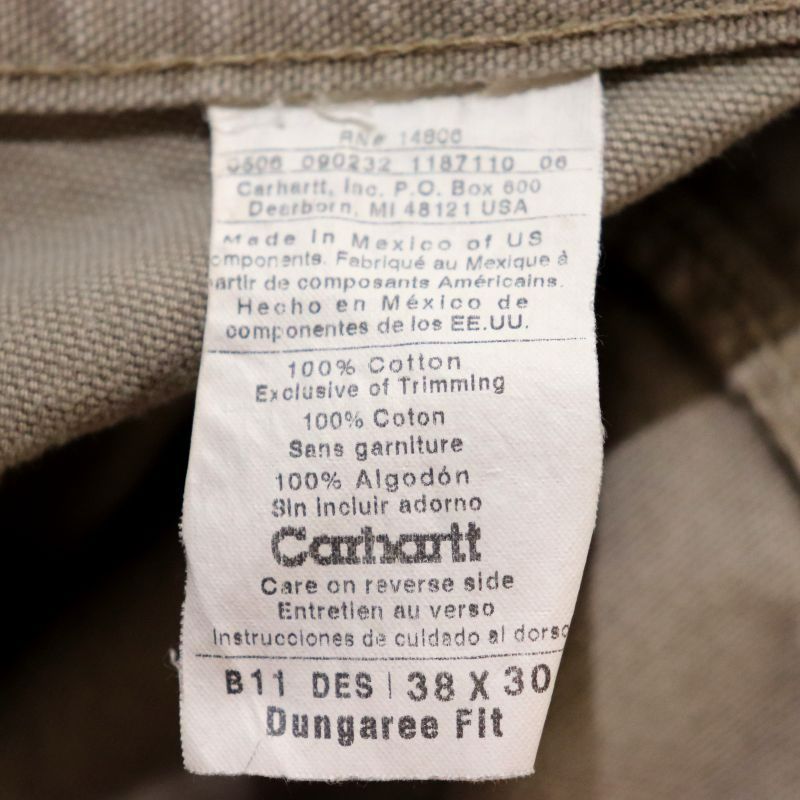 RN# 14806
0506 090232 1187110 06
Carhartt, Inc. P.O. Box 600
Dearborn, MI 48121 USA
Made in Mexico of US
omponents. Fabriqué au Mexique à
artir de composants Américains.
Hecho en México de
componentes de los EE.UU.
100% Cotton
Exclusive of Trimming
100% Coton
Sans garniture
100% Algodón
Sin incluir adorno
Carhartt
Care on reverse side
Entretien au verso
Instrucciones de cuidado al dorso
B11 DES | 38 X 30
Dungaree Fit